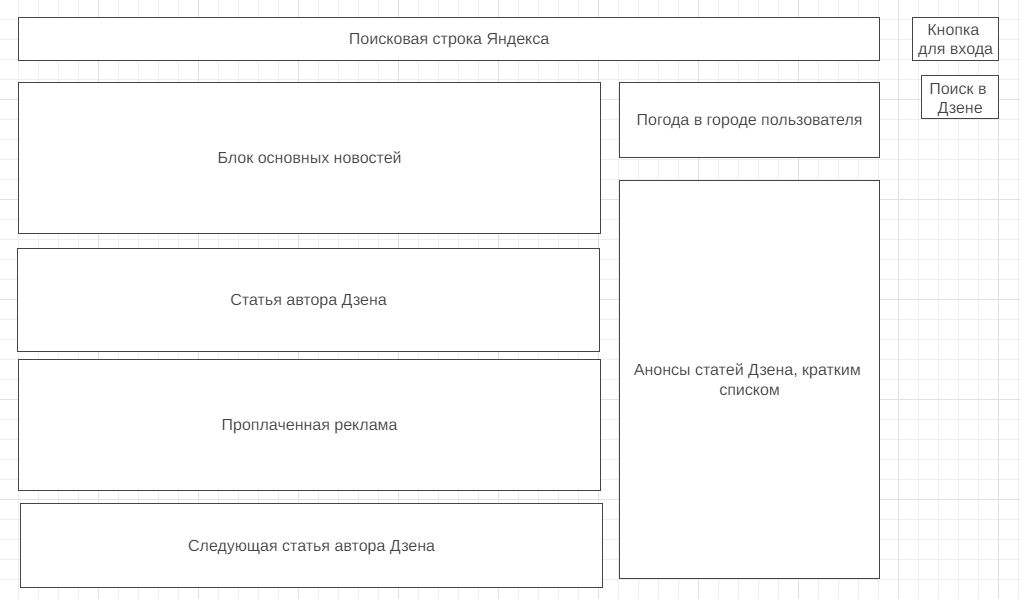 Поисковая строка Яндекса
Кнопка
для входа
Поиск в
Дзене
Блок основных новостей
Погода в городе пользователя
Статья автора Дзена
Анонсы статей Дзена, кратким
списком
Проплаченная реклама
Следующая статья автора Дзена